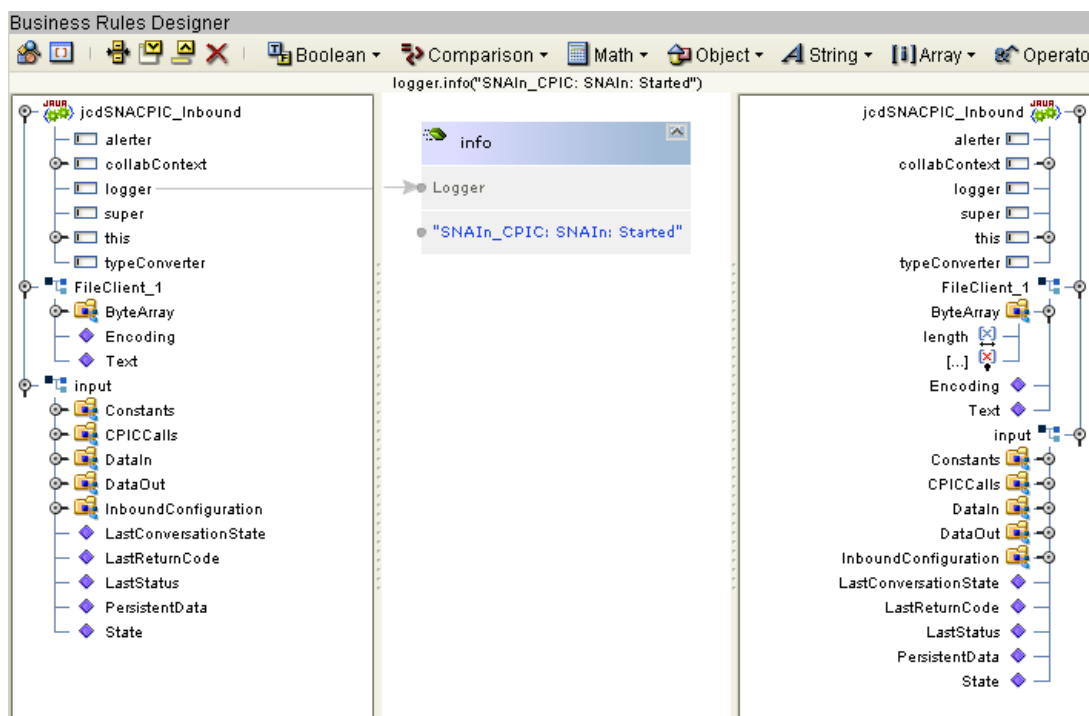 Business Rules Designer
Boolean Comparison Math Object String Array Operato
logger.info("SNAIn_CPIC: SNAIn: Started")
JAVA
jcdSNACPIC_Inbound
alerter
collabContext
logger
super
this
typeConverter
FileClient_1
ByteArray
Encoding
Text
input
Constants
CPICCalls
DataIn
DataOut
InboundConfiguration
LastConversationState
LastReturnCode
LastStatus
PersistentData
State
info
Logger
"SNAIn_CPIC: SNAIn: Started"
JAVA
jcdSNACPIC_Inbound
alerter
collabContext
logger
super
this
typeConverter
FileClient_1
ByteArray
length
[...]
Encoding
Text
input
Constants
CPICCalls
DataIn
DataOut
InboundConfiguration
LastConversationState
LastReturnCode
LastStatus
PersistentData
State